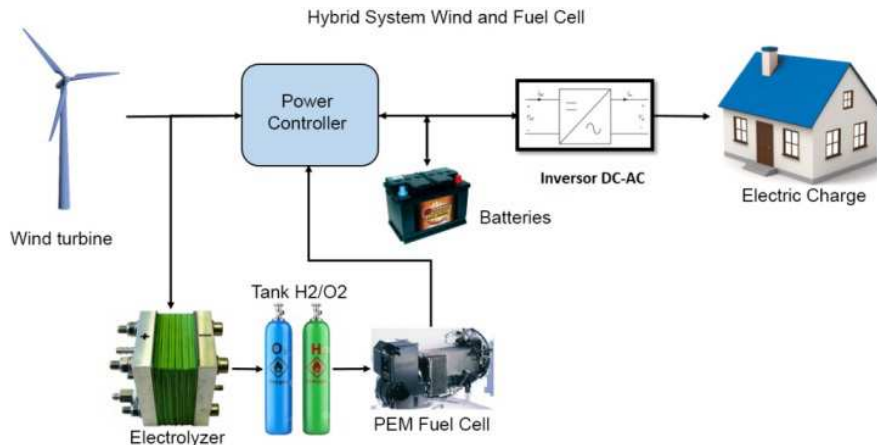 Hybrid System Wind and Fuel Cell
Power
Controller
Inversor DC-AC
Electric Charge
Batteries
Wind turbine
Tank H2/O2
O
H
PEM Fuel Cell
Electrolyzer